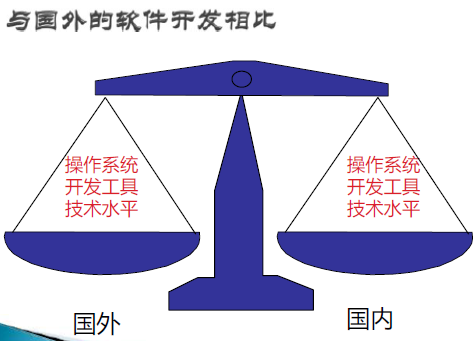 与国外的软件开发相比
操作系统
开发工具
技术水平
操作系统
开发工具
技术水平
国外
国内